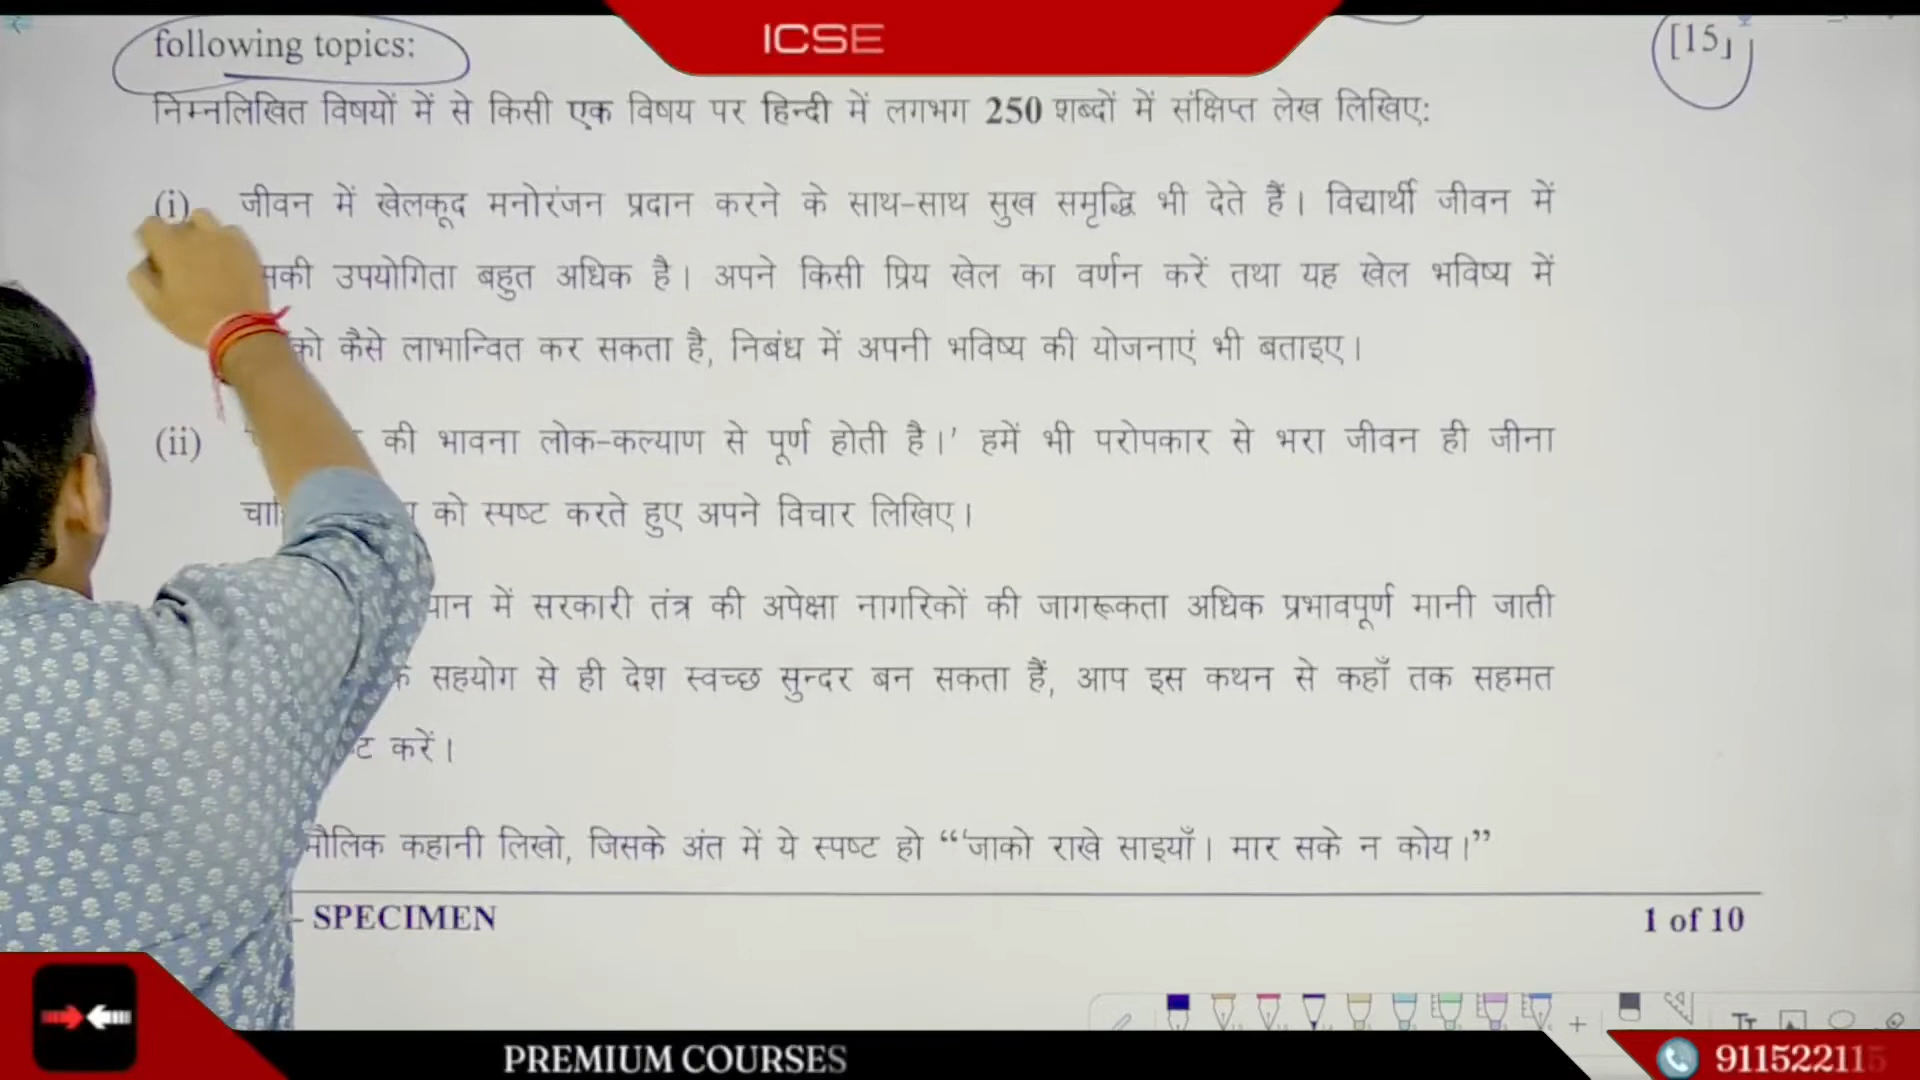 ICSE
following topics:
[15]
निम्नलिखित विषयों में से किसी एक विषय पर हिन्दी में लगभग 250 शब्दों में संक्षिप्त लेख लिखिए:
(i) जीवन में खेलकूद मनोरंजन प्रदान करने के साथ-साथ सुख समृद्धि भी देते हैं। विद्यार्थी जीवन में
उपयोगिता बहुत अधिक है। अपने किसी प्रिय खेल का वर्णन करें तथा यह खेल भविष्य में
को कैसे लाभान्वित कर सकता है, निबंध में अपनी भविष्य की योजनाएं भी बताइए।
(ii) की भावना लोक-कल्याण से पूर्ण होती है।' हमें भी परोपकार से भरा जीवन ही जीना
को स्पष्ट करते हुए अपने विचार लिखिए।
में सरकारी तंत्र की अपेक्षा नागरिकों की जागरूकता अधिक प्रभावपूर्ण मानी जाती
सहयोग से ही देश स्वच्छ सुन्दर बन सकता हैं, आप इस कथन से कहाँ तक सहमत
करें।
मौलिक कहानी लिखो, जिसके अंत में ये स्पष्ट हो “‘जाको राखे साइयाँ। मार सके न कोय।”
- SPECIMEN
1 of 10
PREMIUM COURSES
911522115